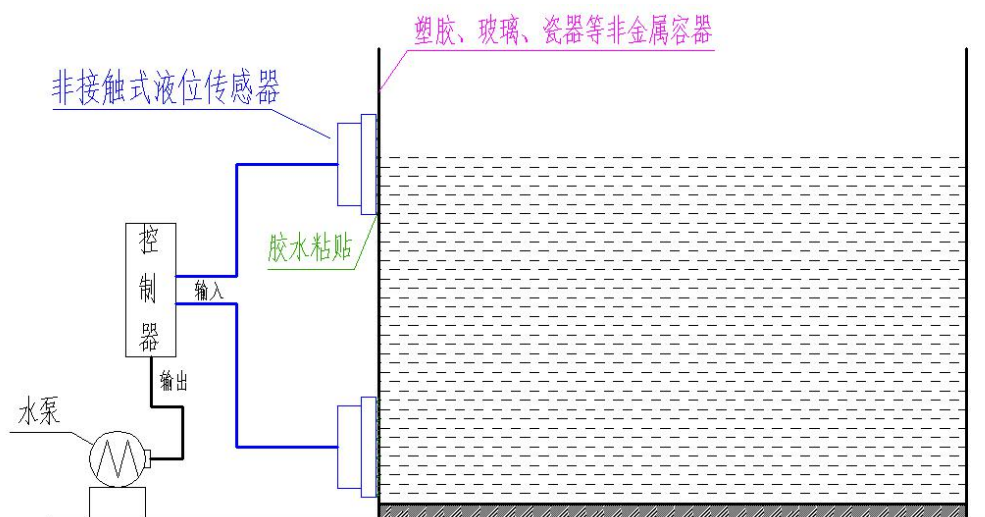 塑胶、玻璃、瓷器等非金属容器
非接触式液位传感器
胶水粘贴
控制器
输入
输出
水泵